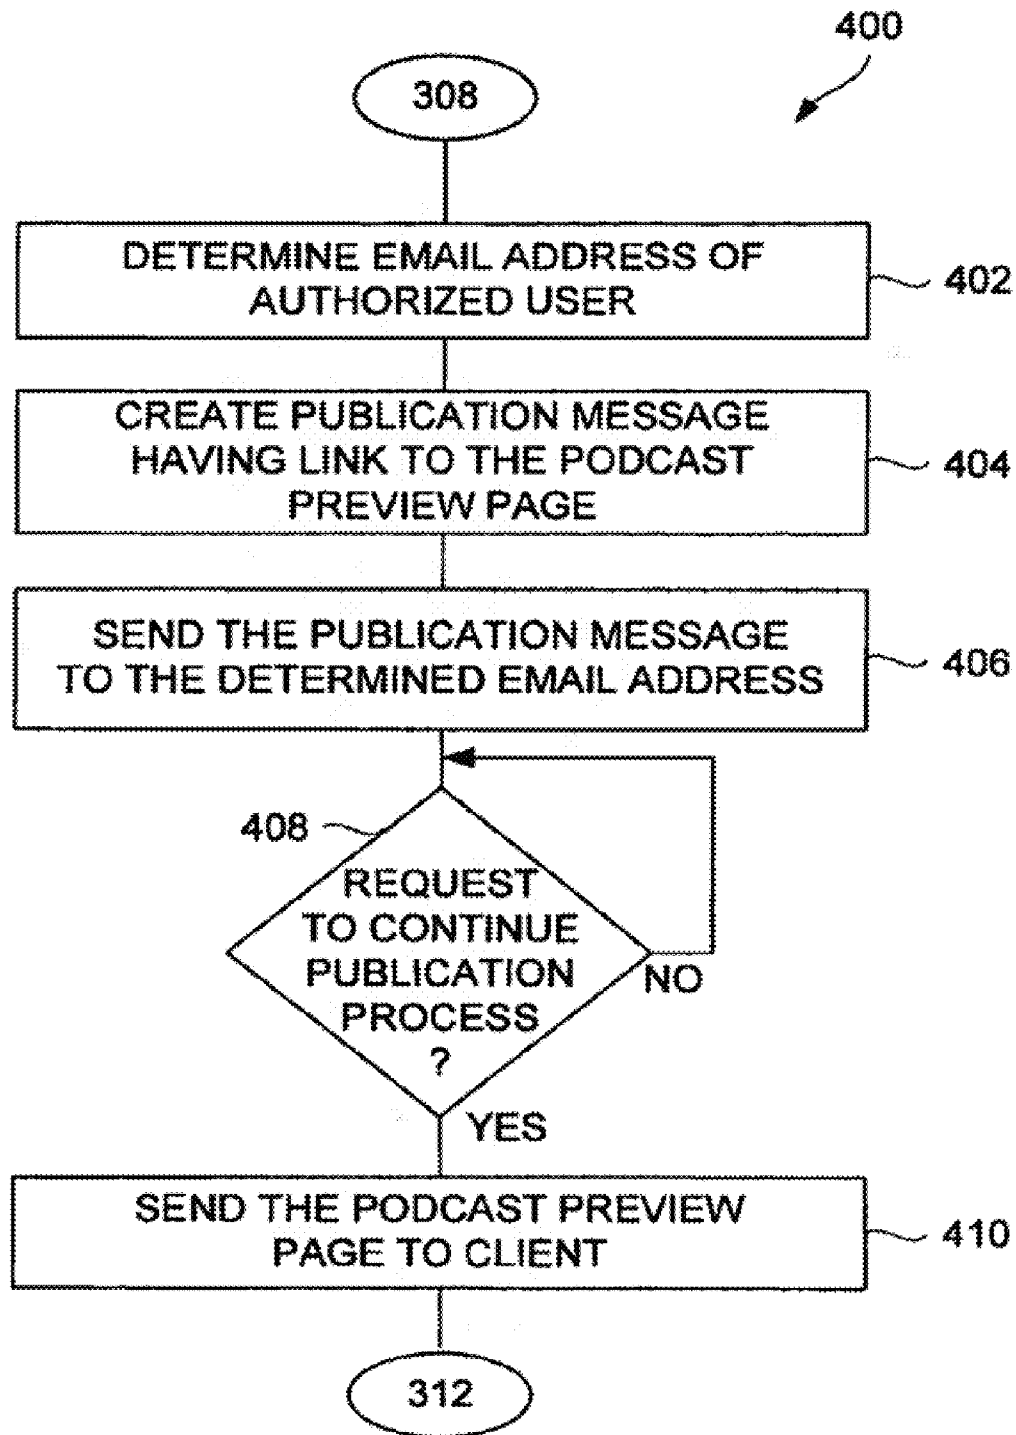 400
308
DETERMINE EMAIL ADDRESS OF
AUTHORIZED USER
402
CREATE PUBLICATION MESSAGE
HAVING LINK TO THE PODCAST
PREVIEW PAGE
404
SEND THE PUBLICATION MESSAGE
TO THE DETERMINED EMAIL ADDRESS
406
408
REQUEST
TO CONTINUE
PUBLICATION
PROCESS
?
NO
YES
SEND THE PODCAST PREVIEW
PAGE TO CLIENT
410
312